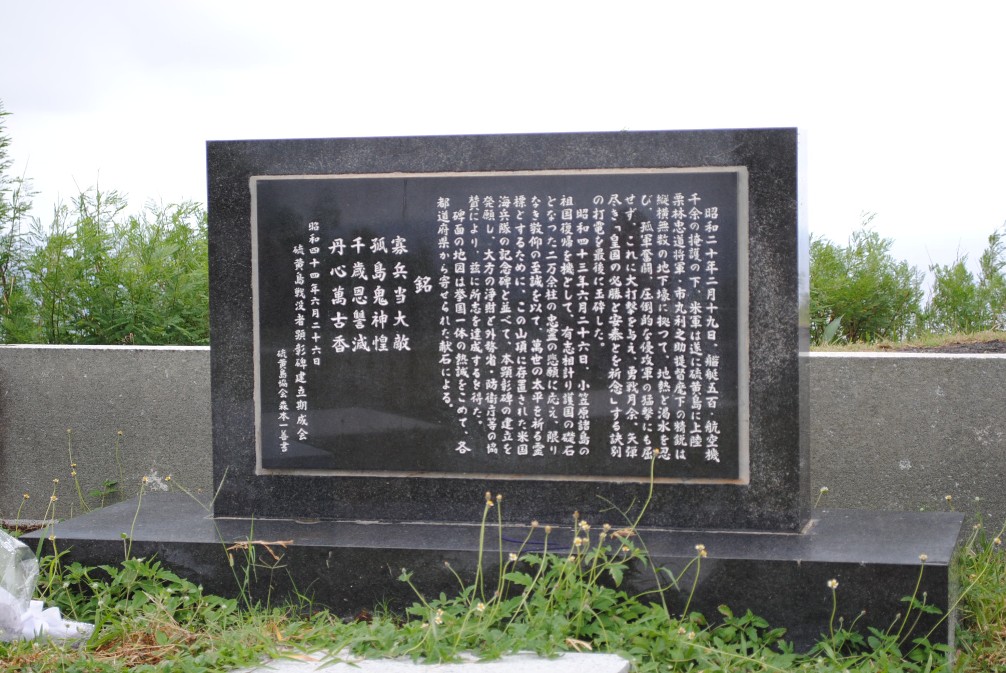 昭和二十年二月十九日、艦艇五百・航空機
千余の掩護の下、米軍は遂に硫黄島に上陸
栗林忠道将軍・市丸利之助提督麾下の精鋭は
縦横無数の地下壕に拠つて、地熱と渇水を忍
び、孤軍奮闘、圧倒的な後攻軍の猛撃にも屈
せず、これに大打撃を与え、勇戦月余、矢弾
尽き「皇国の必勝と安泰とを祈念」する訣別
の打電を最後に玉砕した。
昭和四十三年六月二十六日、小笠原諸島の
祖国復帰を機として、有志相計り護国の礎石
となった二万余柱の忠霊の悲願に応え、限り
なき敬仰の至誠を以て、萬世の太平を祈る霊
標とするために、この山頂に存置された米国
海兵隊の記念碑と並べて、本顕彰碑の建立を
発願し、大方の浄財で外務省・防衛庁等の協
賛により、茲に所志を達成するを得た。
碑面の地図は挙国一体の熱誠をこめて、各
都道府県から寄せられた献石による。
銘
寡兵当大敵
孤島鬼神惶
千歳恩讐滅
丹心萬古香
昭和四十四年六月二十六日
硫黄島戦没者顕彰碑建立期成会
硫黄島協会森本一善書